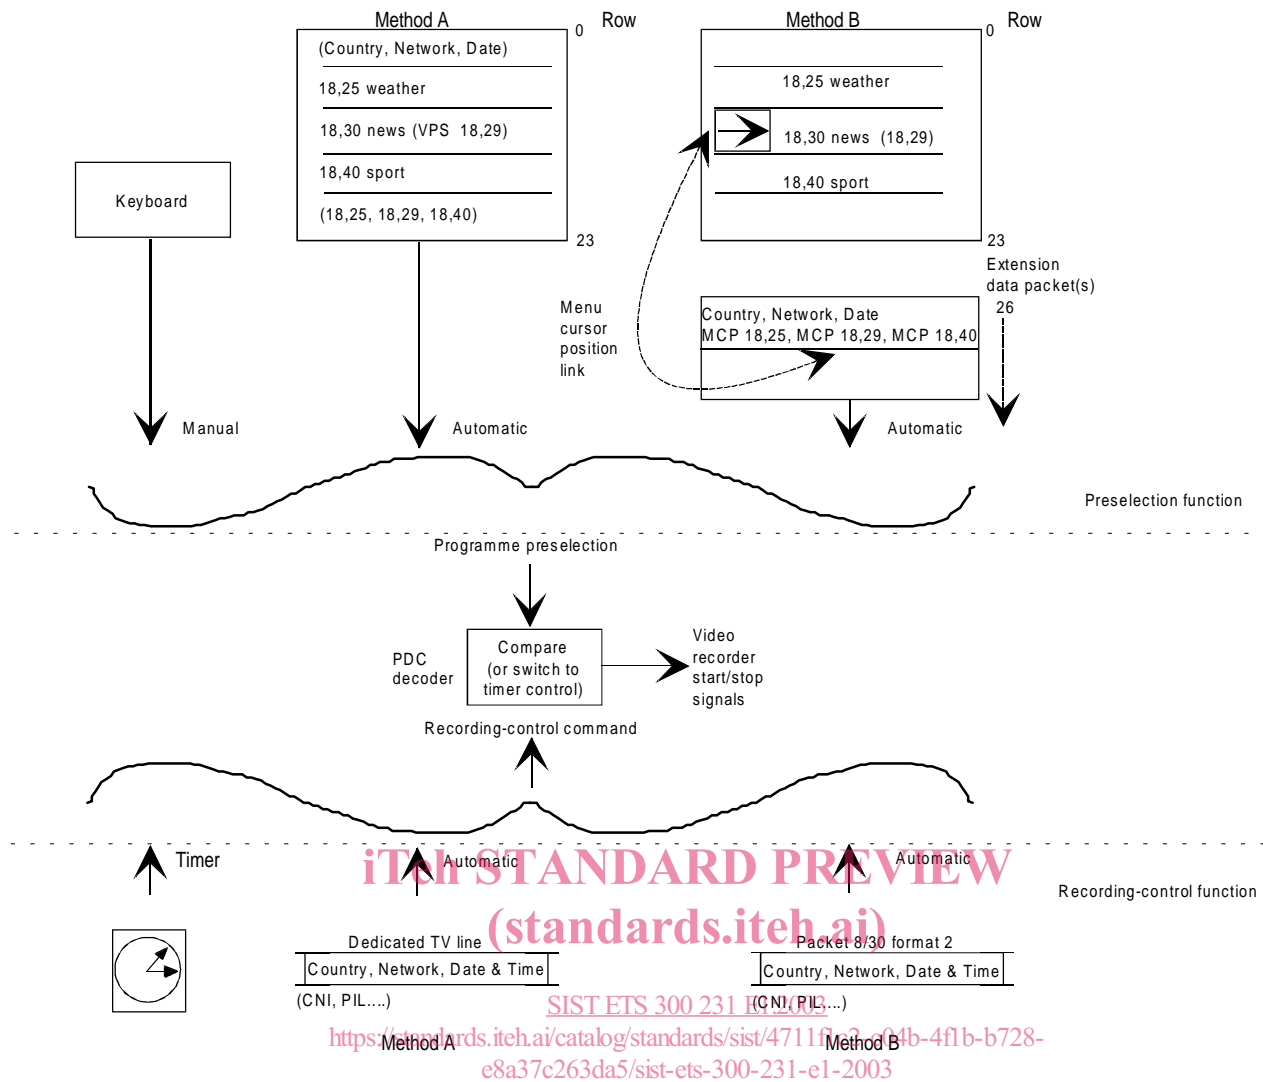 Method A
Row
Method B
Row
0
0
(Country, Network, Date)
18,25 weather
18,30 news (VPS 18,29)
18,40 sport
(18,25, 18,29, 18,40)
23
18,25 weather
18,30 news (18,29)
18,40 sport
23
Keyboard
Extension
data packet(s)
26
Menu
cursor
position
link
Country, Network, Date
MCP 18,25, MCP 18,29, MCP 18,40
Manual
Automatic
Automatic
Preselection function
Programme preselection
PDC
decoder
Compare
(or switch to
timer control)
Video
recorder
start/stop
signals
Recording-control command
Timer
Automatic
Automatic
iTeh STANDARD PREVIEW
(standards.iteh.ai)
Recording-control function
Dedicated TV line
Country, Network, Date & Time
(CNI, PIL....)
Method A
Packet 8/30 format 2
Country, Network, Date & Time
(CNI, PIL....)
Method B
SIST ETS 300 231 E1:2003
e8a37c263da5/sist-ets-300-231-e1-2003